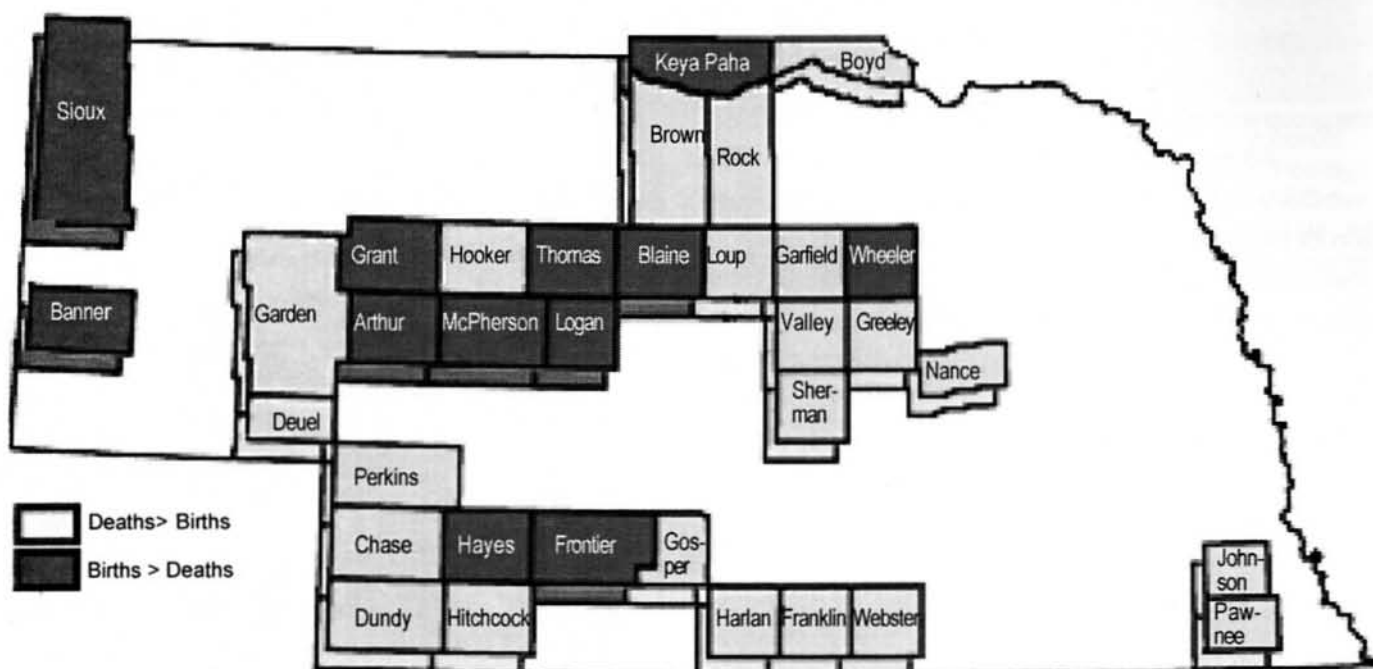 Keya Paha
Boyd
Sioux
Brown
Rock
Grant
Hooker
Thomas
Blaine
Loup
Garfield
Wheeler
Banner
Garden
Arthur
McPherson
Logan
Valley
Greeley
Nance
Sher-
man
Deuel
Perkins
Deaths> Births
Chase
Hayes
Frontier
Gos-
per
Births > Deaths
John-
son
Dundy
Hitchcock
Harlan
Franklin
Webster
Paw-
nee